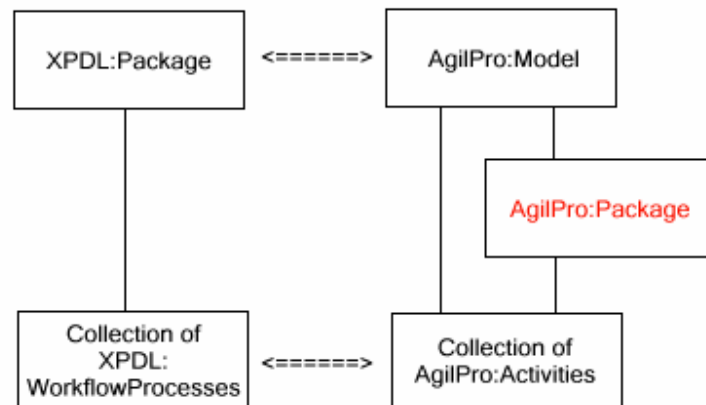 XPDL:Package
<======>
AgilPro:Model
AgilPro:Package
Collection of
XPDL:
WorkflowProcesses
<======>
Collection of
AgilPro:Activities